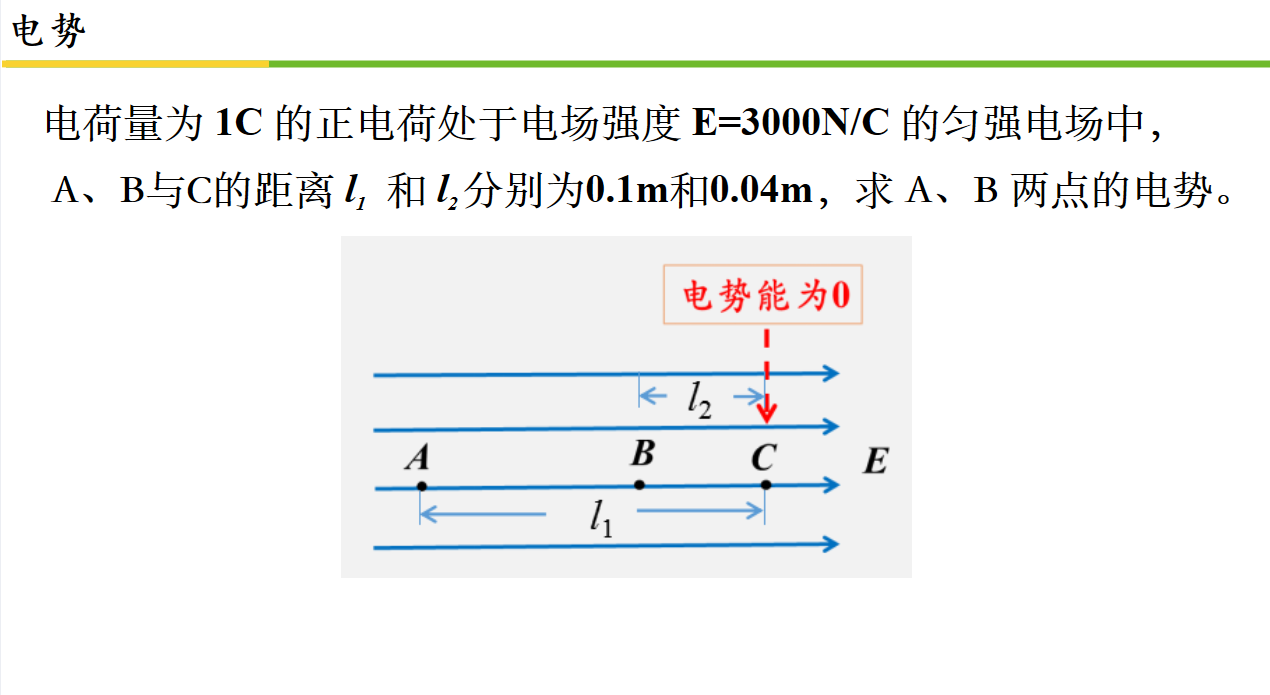 电势
电荷量为 1C 的正电荷处于电场强度 E=3000N/C 的匀强电场中，
A、B与C的距离 l₁ 和 l₂分别为0.1m和0.04m，求 A、B 两点的电势。
电势能为0
l₂
A B C E
l₁